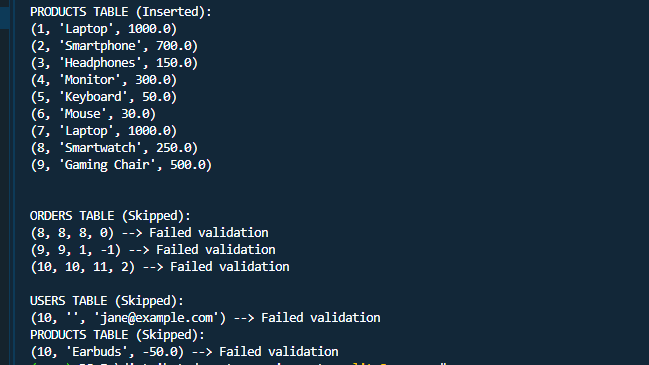 PRODUCTS TABLE (Inserted):
(1, 'Laptop', 1000.0)
(2, 'Smartphone', 700.0)
(3, 'Headphones', 150.0)
(4, 'Monitor', 300.0)
(5, 'Keyboard', 50.0)
(6, 'Mouse', 30.0)
(7, 'Laptop', 1000.0)
(8, 'Smartwatch', 250.0)
(9, 'Gaming Chair', 500.0)
ORDERS TABLE (Skipped):
(8, 8, 8, 0) --> Failed validation
(9, 9, 1, -1) --> Failed validation
(10, 10, 11, 2) --> Failed validation
USERS TABLE (Skipped):
(10, '', 'jane@example.com') --> Failed validation
PRODUCTS TABLE (Skipped):
(10, 'Earbuds', -50.0) --> Failed validation